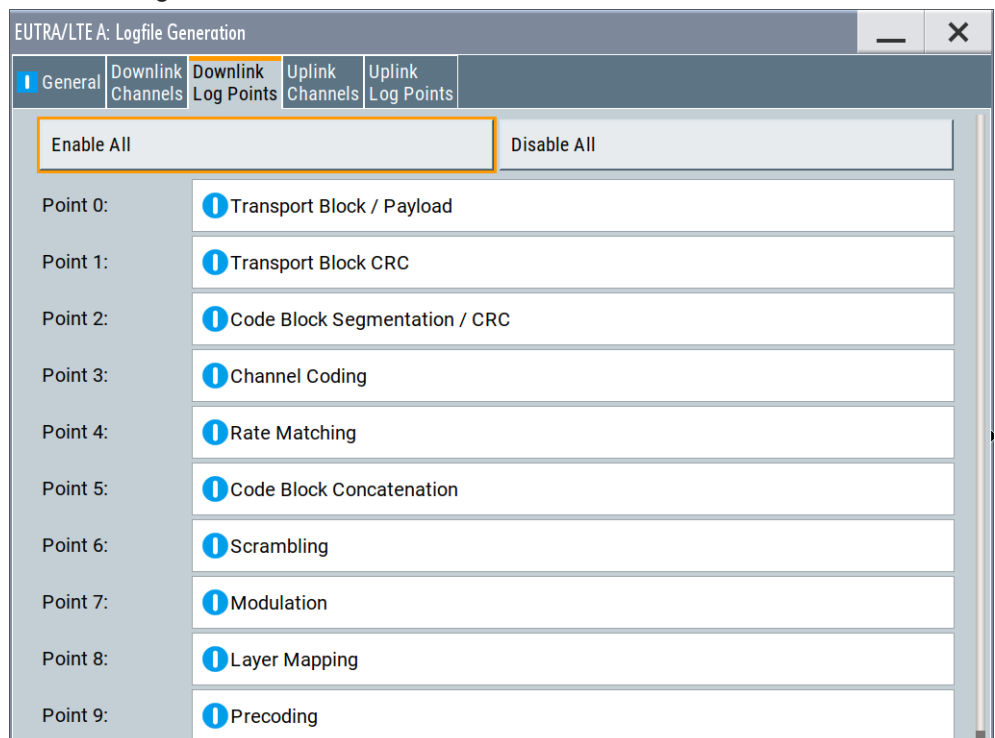 EUTRA/LTE A: Logfile Generation
General
Downlink Channels
Downlink Log Points
Uplink Channels
Uplink Log Points
Enable All
Disable All
Point 0: Transport Block / Payload
Point 1: Transport Block CRC
Point 2: Code Block Segmentation / CRC
Point 3: Channel Coding
Point 4: Rate Matching
Point 5: Code Block Concatenation
Point 6: Scrambling
Point 7: Modulation
Point 8: Layer Mapping
Point 9: Precoding